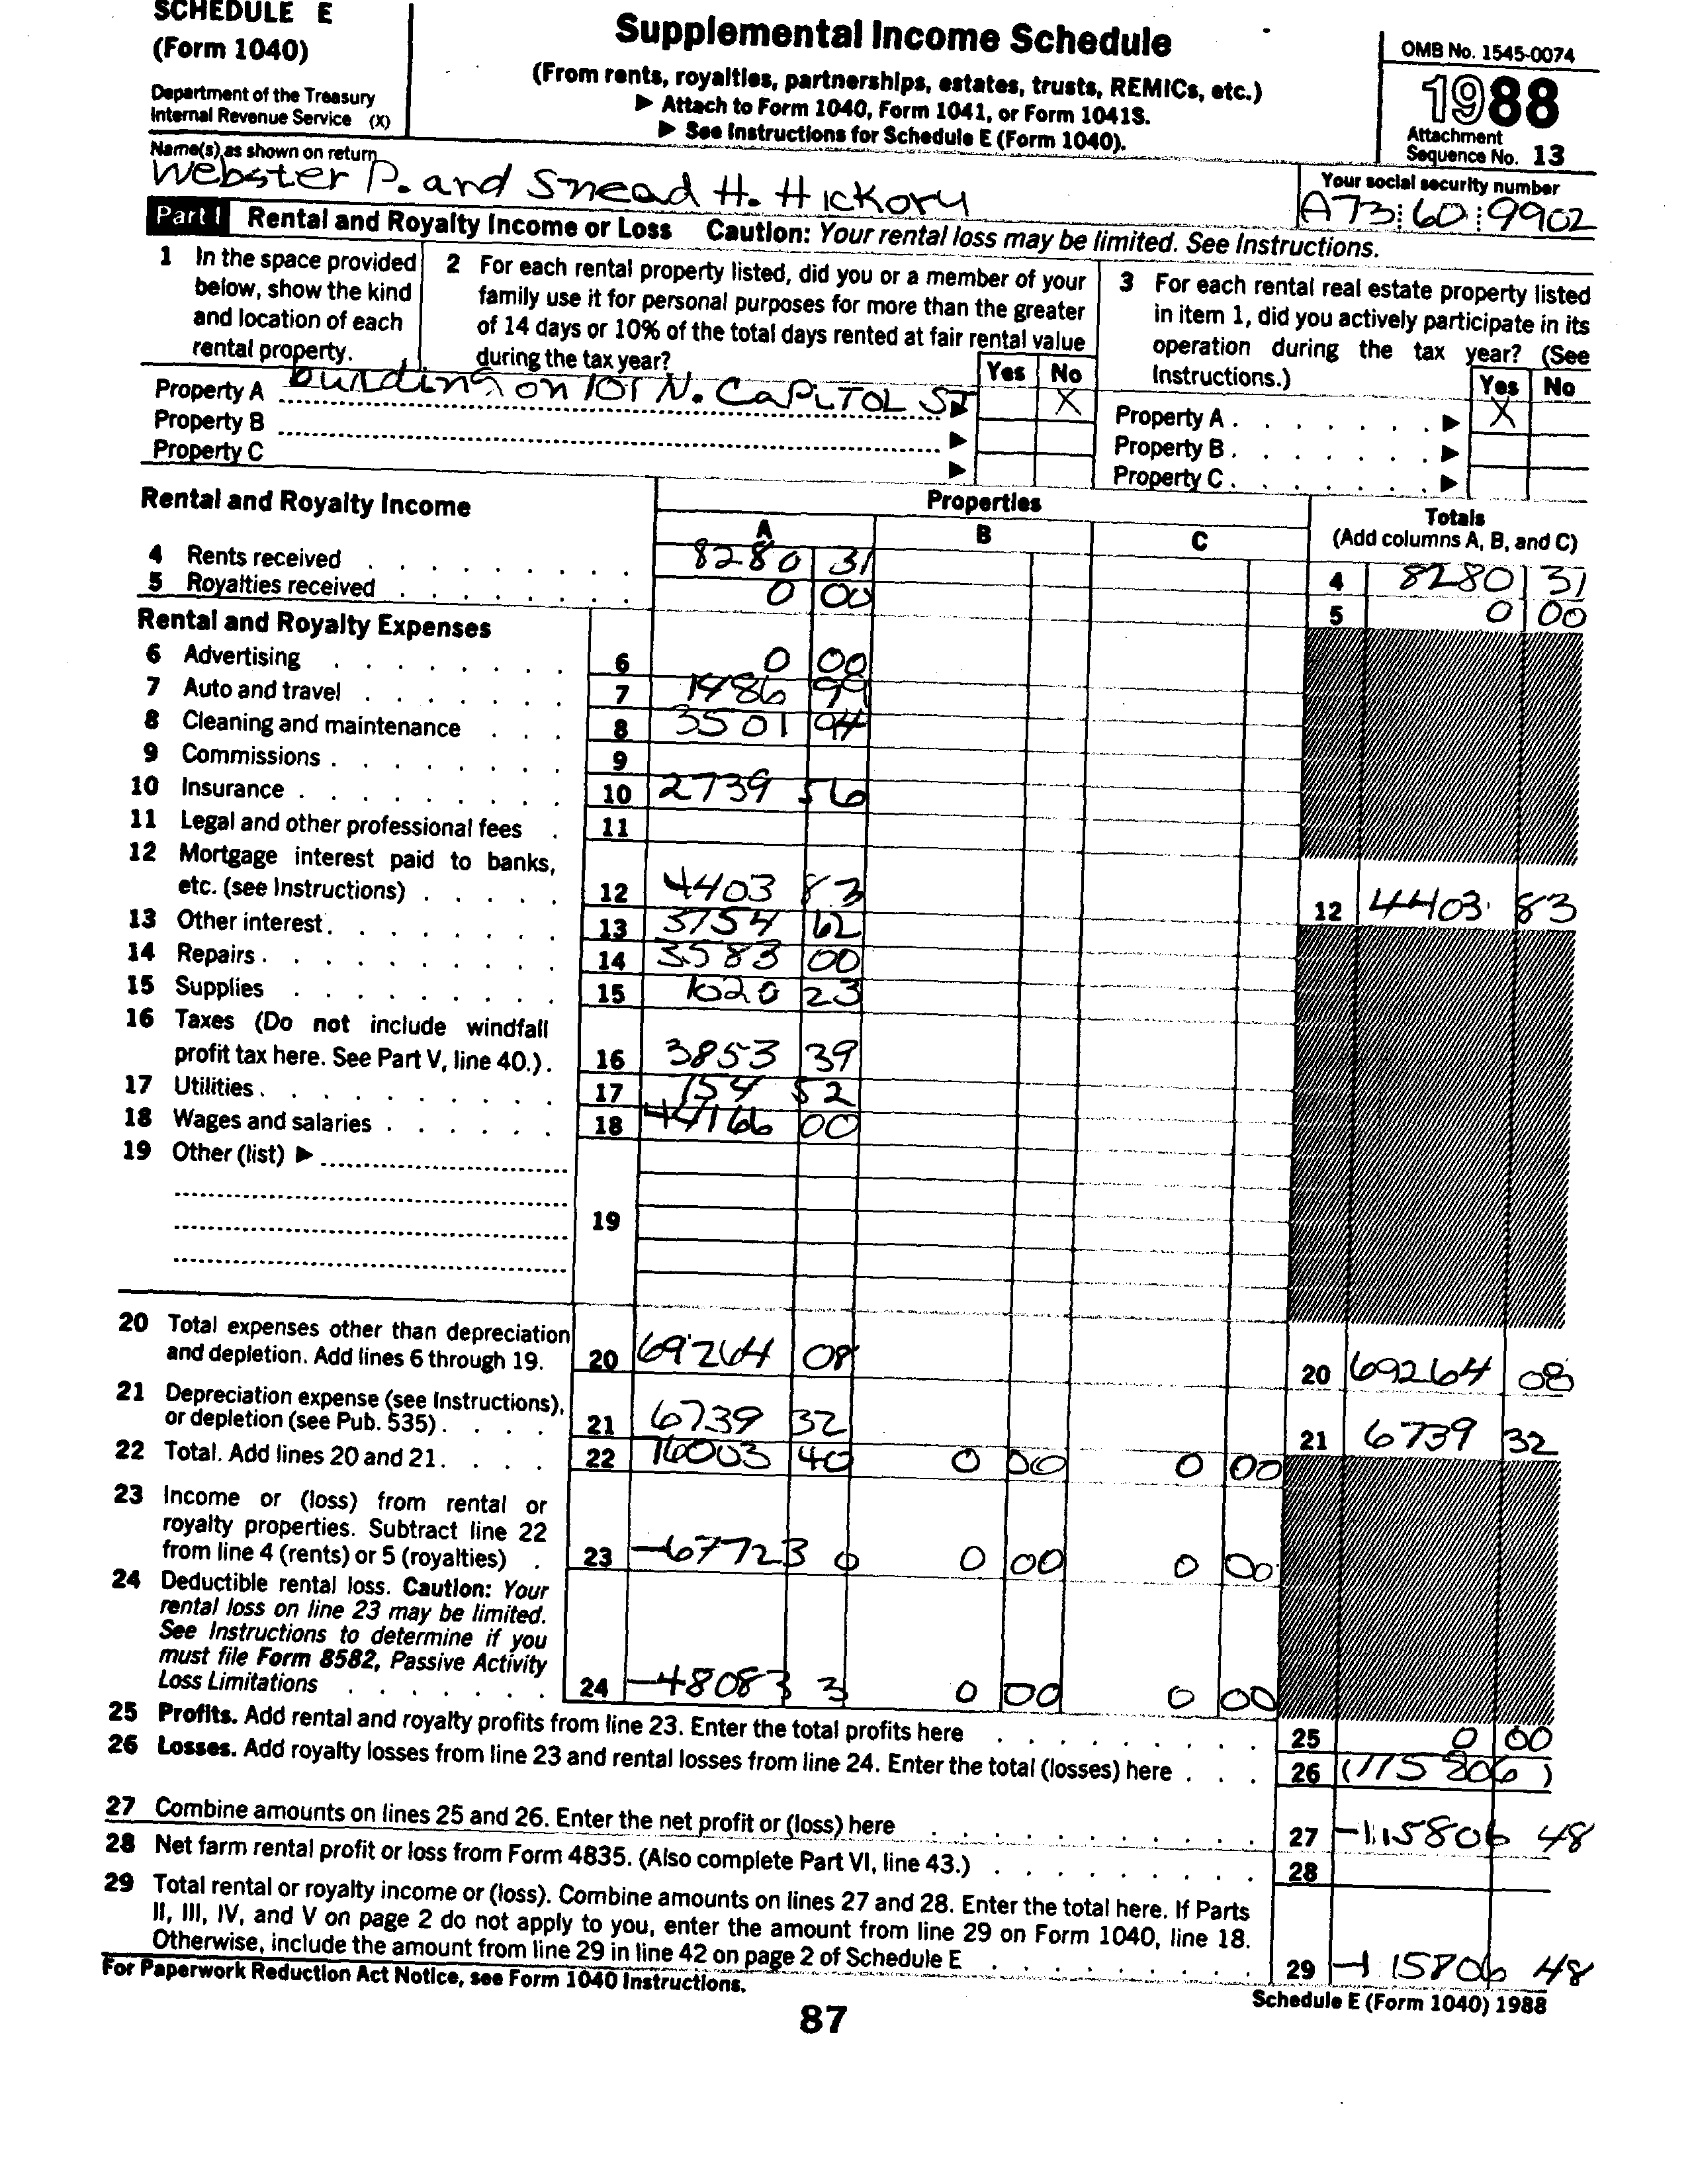 SCHEDULE E
(Form 1040)
Department of the Treasury
Internal Revenue Service (X)
Supplemental Income Schedule
(From rents, royalties, partnerships, estates, trusts, REMICs, etc.)
▶ Attach to Form 1040, Form 1041, or Form 1041S.
▶ See Instructions for Schedule E (Form 1040).
OMB No. 1545-0074
1988
Attachment
Sequence No. 13
Name(s) as shown on return
Webster P. and Snead H. Hickory
Your social security number
A73 60 9902
Part I Rental and Royalty Income or Loss Caution: Your rental loss may be limited. See Instructions.
1 In the space provided below, show the kind and location of each rental property.
2 For each rental property listed, did you or a member of your family use it for personal purposes for more than the greater of 14 days or 10% of the total days rented at fair rental value during the tax year?
3 For each rental real estate property listed in item 1, did you actively participate in its operation during the tax year? (See Instructions.)
Yes No
Yes No
Property A building on 101 N. CAPITOL ST ▶ X
Property B ▶
Property C ▶
Property A . . . . . . . ▶ X
Property B . . . . . . . ▶
Property C . . . . . . . ▶
Rental and Royalty Income
Properties
A B C
Totals
(Add columns A, B, and C)
4 Rents received 8280 31 4 8280 31
5 Royalties received 0 00 5 0 00
Rental and Royalty Expenses
6 Advertising 6 0 00
7 Auto and travel 7 1486 99
8 Cleaning and maintenance 8 3501 94
9 Commissions 9
10 Insurance 10 2739 56
11 Legal and other professional fees 11
12 Mortgage interest paid to banks,
etc. (see Instructions) 12 4403 83 12 4403 83
13 Other interest 13 3754 62
14 Repairs 14 3583 00
15 Supplies 15 1020 23
16 Taxes (Do not include windfall
profit tax here. See Part V, line 40.) 16 3853 39
17 Utilities 17 754 52
18 Wages and salaries 18 44166 00
19 Other (list) ▶
19
20 Total expenses other than depreciation
and depletion. Add lines 6 through 19. 20 69264 08 20 69264 08
21 Depreciation expense (see Instructions),
or depletion (see Pub. 535) 21 6739 32 21 6739 32
22 Total. Add lines 20 and 21 22 76003 40 0 00 0 00
23 Income or (loss) from rental or
royalty properties. Subtract line 22
from line 4 (rents) or 5 (royalties) 23 -67723 0 0 00 0 00
24 Deductible rental loss. Caution: Your
rental loss on line 23 may be limited.
See Instructions to determine if you
must file Form 8582, Passive Activity
Loss Limitations 24 -48083 3 0 00 0 00
25 Profits. Add rental and royalty profits from line 23. Enter the total profits here 25 0 00
26 Losses. Add royalty losses from line 23 and rental losses from line 24. Enter the total (losses) here 26 (115806 )
27 Combine amounts on lines 25 and 26. Enter the net profit or (loss) here 27 -115806 48
28 Net farm rental profit or loss from Form 4835. (Also complete Part VI, line 43.) 28
29 Total rental or royalty income or (loss). Combine amounts on lines 27 and 28. Enter the total here. If Parts
II, III, IV, and V on page 2 do not apply to you, enter the amount from line 29 on Form 1040, line 18.
Otherwise, include the amount from line 29 in line 42 on page 2 of Schedule E 29 -115806 48
For Paperwork Reduction Act Notice, see Form 1040 Instructions.
Schedule E (Form 1040) 1988
87